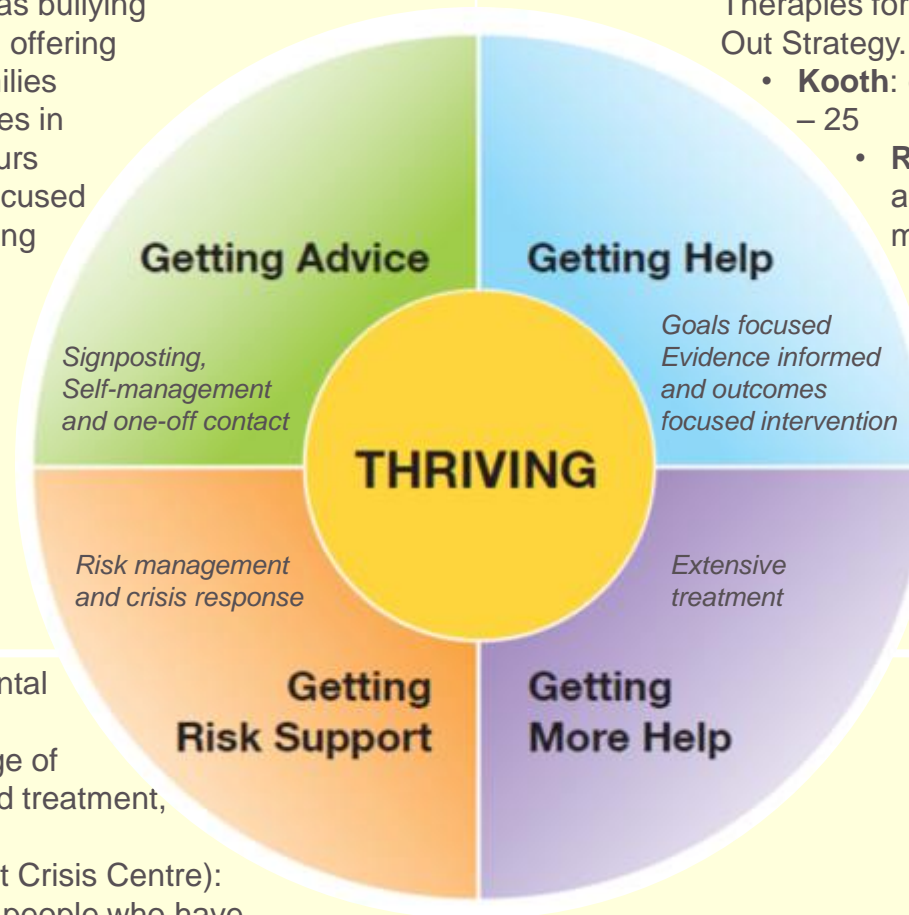 as bullying
offering
ilies
es in
urs
cused
ng
Therapies for
Out Strategy.
• Kooth:
– 25
• R
a
m
Getting Advice
Signposting,
Self-management
and one-off contact
Getting Help
Goals focused
Evidence informed
and outcomes
focused intervention
THRIVING
Risk management
and crisis response
Getting
Risk Support
Extensive
treatment
Getting
More Help
ntal
ge of
d treatment,
t Crisis Centre):
people who have